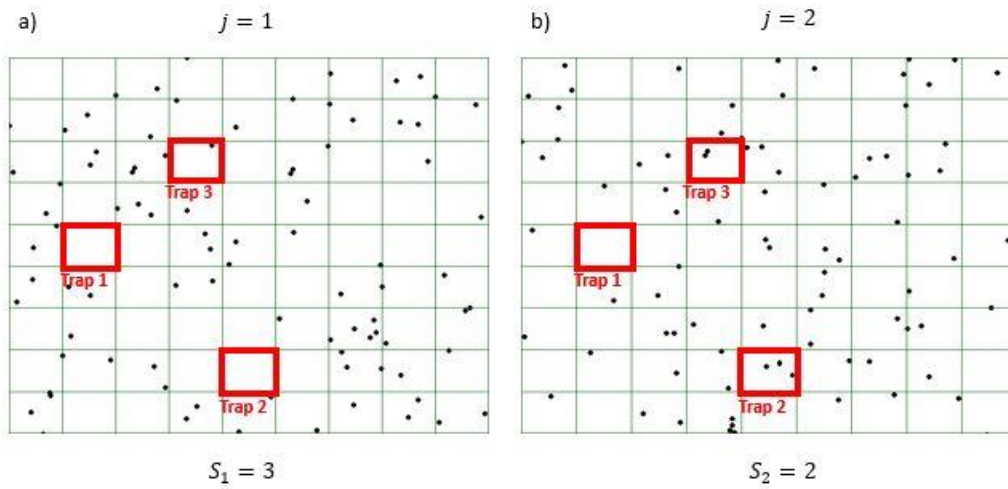 a)
j = 1
b)
j = 2
Trap 3
Trap 1
Trap 2
Trap 3
Trap 1
Trap 2
S₁ = 3
S₂ = 2